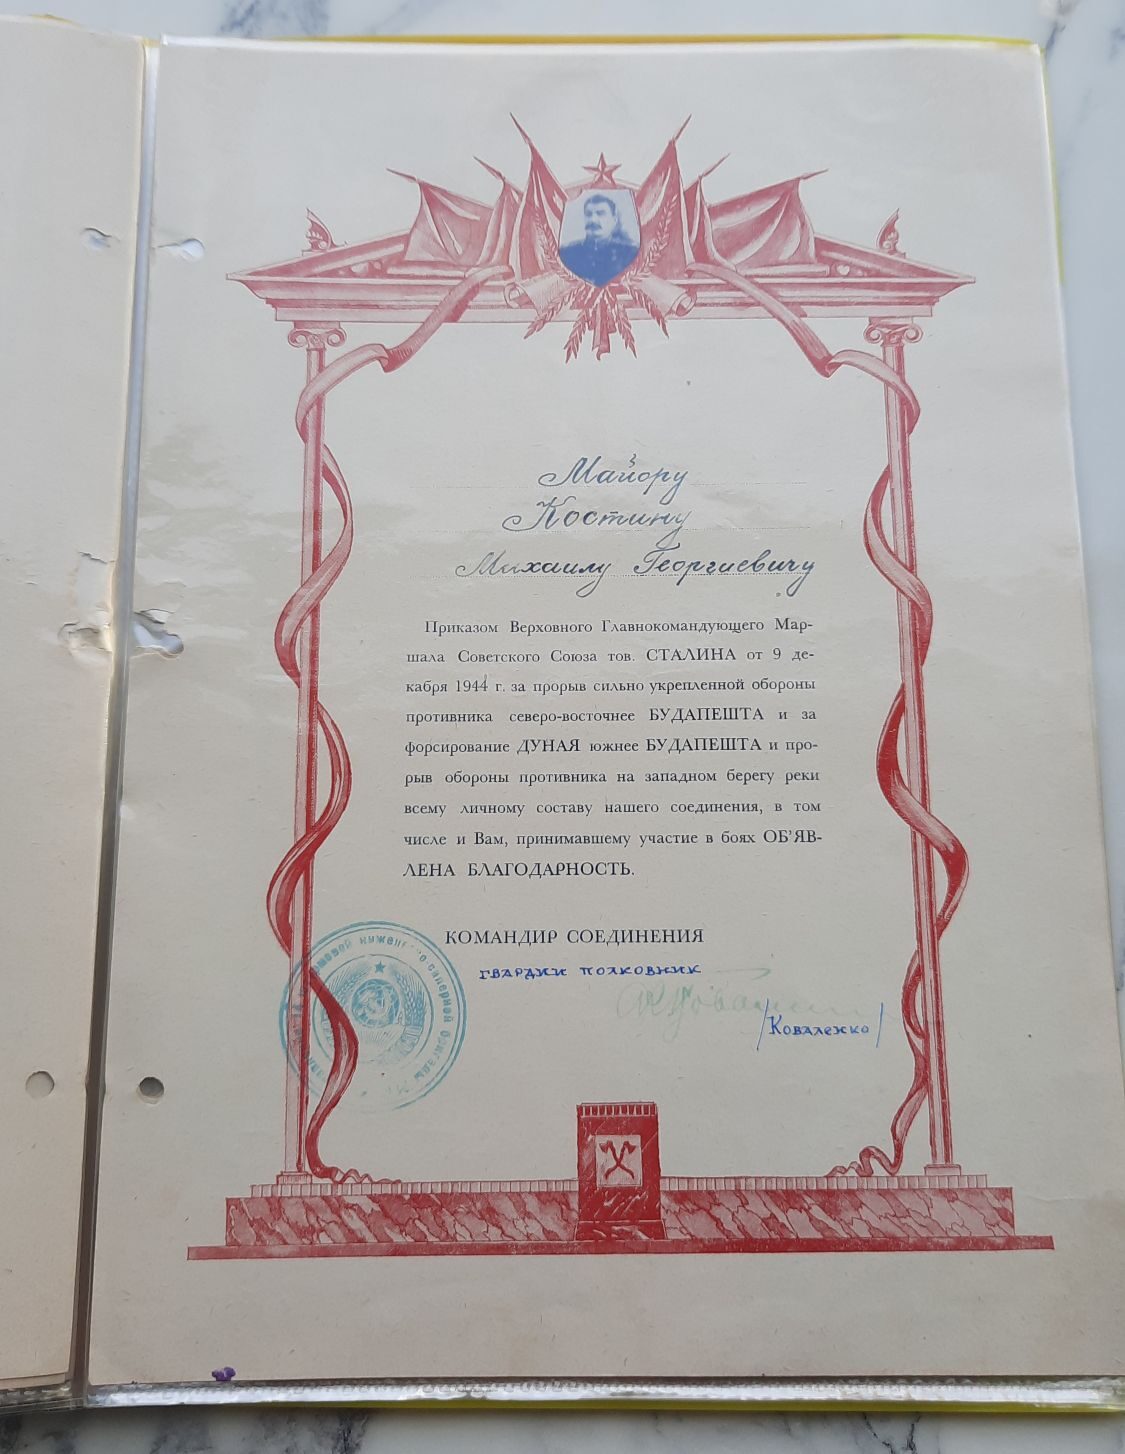 Майору
Костину
Михаилу Георгиевичу
Приказом Верховного Главнокомандующего Мар-
шала Советского Союза тов. СТАЛИНА от 9 де-
кабря 1944 г. за прорыв сильно укрепленной обороны
противника северо-восточнее БУДАПЕШТА и за
форсирование ДУНАЯ южнее БУДАПЕШТА и про-
рыв обороны противника на западном берегу реки
всему личному составу нашего соединения, в том
числе и Вам, принимавшему участие в боях ОБ'ЯВ-
ЛЕНА БЛАГОДАРНОСТЬ.
КОМАНДИР СОЕДИНЕНИЯ
гвардии полковник
/Коваленко/
инженерно-саперной бригады